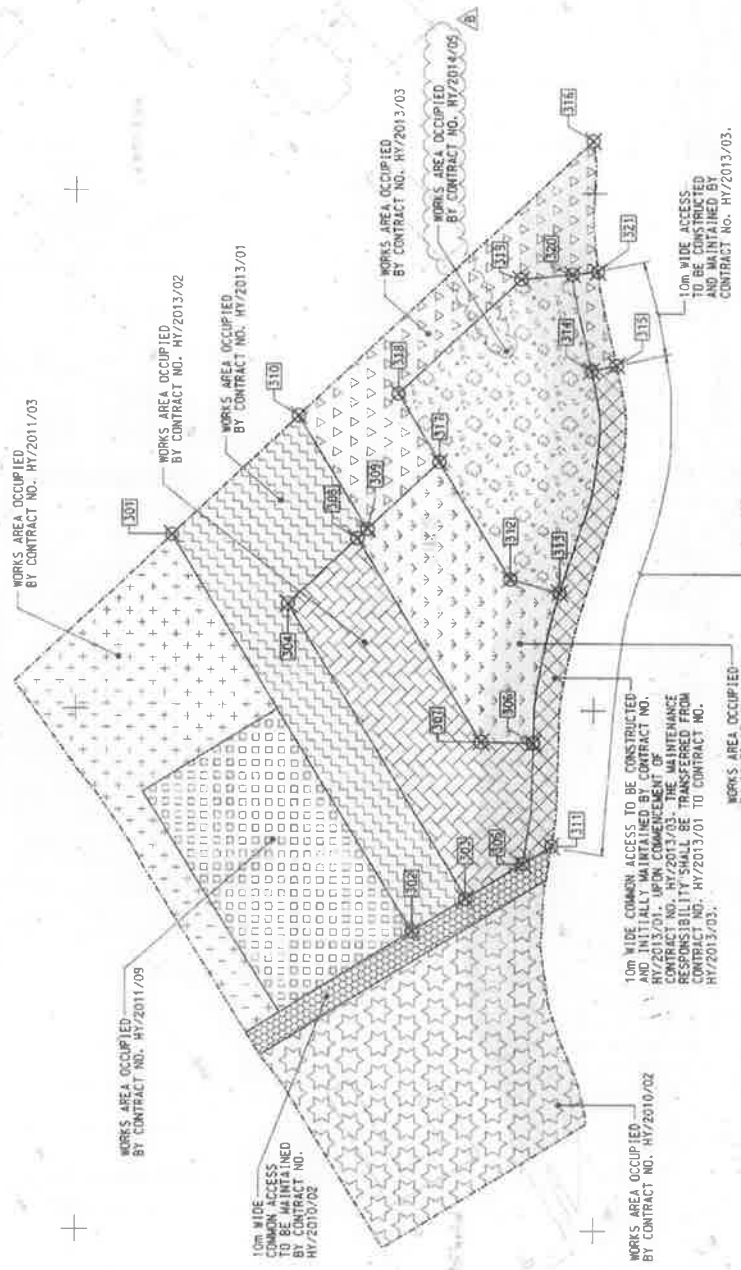 WORKS AREA OCCUPIED
BY CONTRACT NO. HY/2011/03
WORKS AREA OCCUPIED
BY CONTRACT NO. HY/2013/02
WORKS AREA OCCUPIED
BY CONTRACT NO. HY/2013/01
WORKS AREA OCCUPIED
BY CONTRACT NO. HY/2013/03
WORKS AREA OCCUPIED
BY CONTRACT NO. HY/2014/05
B
WORKS AREA OCCUPIED
BY CONTRACT NO. HY/2011/09
10m WIDE
COMMON ACCESS
TO BE MAINTAINED
BY CONTRACT NO.
HY/2010/02
301
310
304
308
309
318
317
319
320
316
302
303
307
306
312
313
314
315
321
305
311
WORKS AREA OCCUPIED
BY CONTRACT NO. HY/2010/02
10m WIDE COMMON ACCESS TO BE CONSTRUCTED
AND INITIALLY MAINTAINED BY CONTRACT NO.
HY/2013/01. UPON COMMENCEMENT OF
CONTRACT NO. HY/2013/03. THE MAINTENANCE
RESPONSIBILITY SHALL BE TRANSFERRED FROM
CONTRACT NO. HY/2013/01 TO CONTRACT NO.
HY/2013/03.
WORKS AREA OCCUPIED
10m WIDE ACCESS
TO BE CONSTRUCTED
AND MAINTAINED BY
CONTRACT No. HY/2013/03.